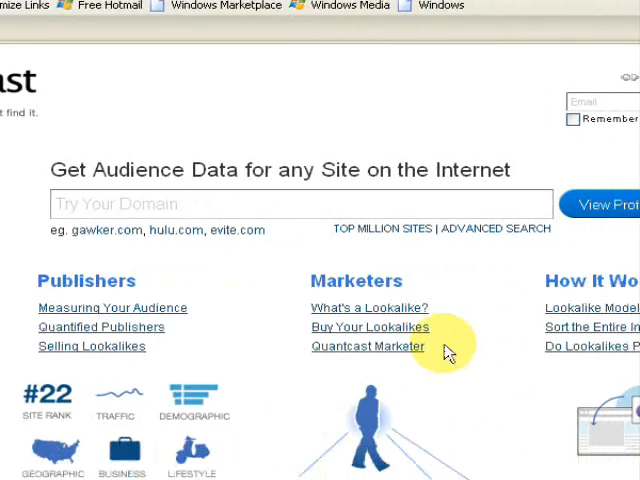 mize Links Free Hotmail Windows Marketplace Windows Media Windows
ast
t find it.
Email
Remember
Get Audience Data for any Site on the Internet
Try Your Domain
View Prof
eg. gawker.com, hulu.com, evite.com
TOP MILLION SITES | ADVANCED SEARCH
Publishers
Measuring Your Audience
Quantified Publishers
Selling Lookalikes
Marketers
What's a Lookalike?
Buy Your Lookalikes
Quantcast Marketer
How It Wo
Lookalike Model
Sort the Entire In
Do Lookalikes P
#22
SITE RANK
TRAFFIC
DEMOGRAPHIC
GEOGRAPHIC
BUSINESS
LIFESTYLE